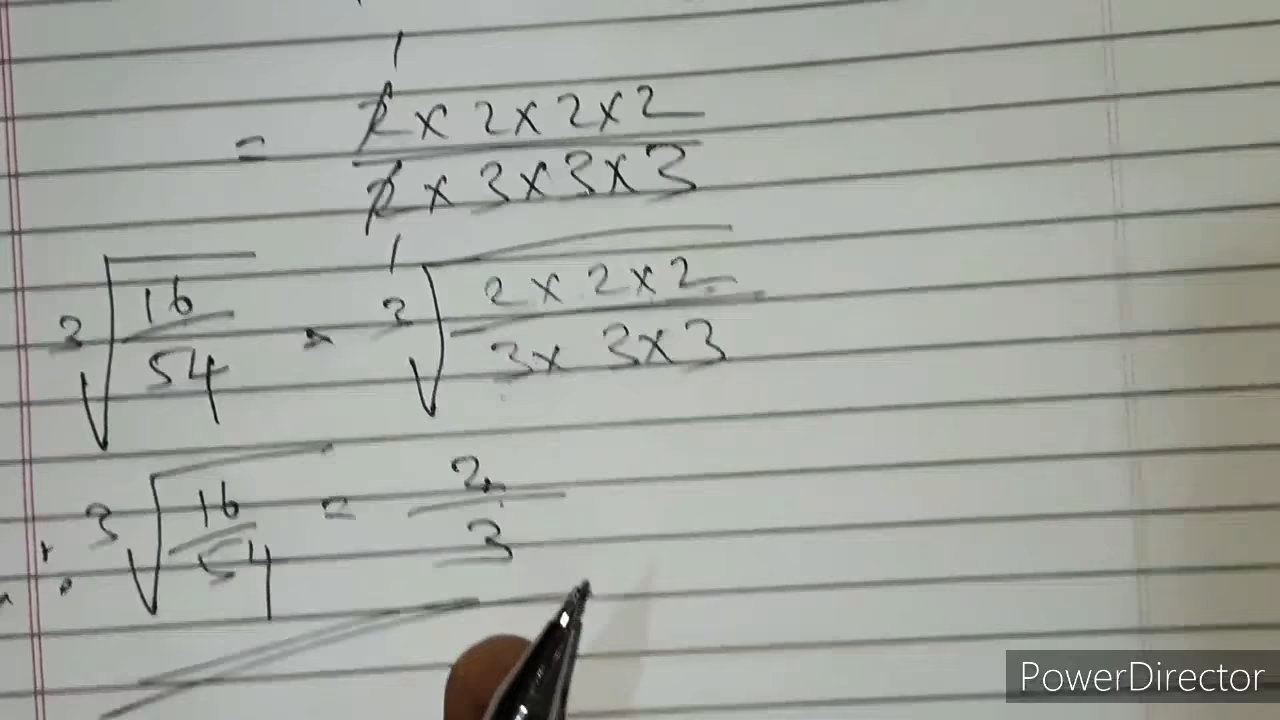 1
= 2 x 2 x 2 x 2 / 2 x 3 x 3 x 3
1
3√16/54 = 3√2 x 2 x 2 / 3 x 3 x 3
∴ 3√16/54 = 2/3
PowerDirector